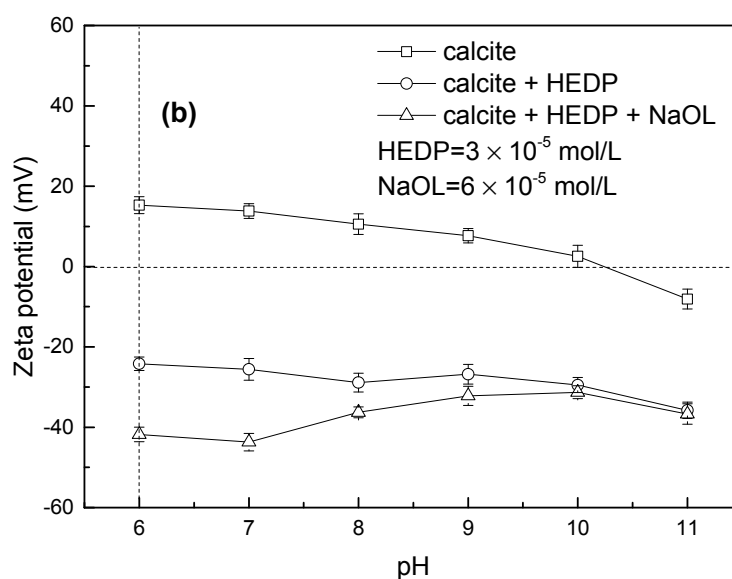 60
40
20
0
-20
-40
-60
Zeta potential (mV)
(b)
calcite
calcite + HEDP
calcite + HEDP + NaOL
HEDP=3 × 10⁻⁵ mol/L
NaOL=6 × 10⁻⁵ mol/L
6 7 8 9 10 11
pH